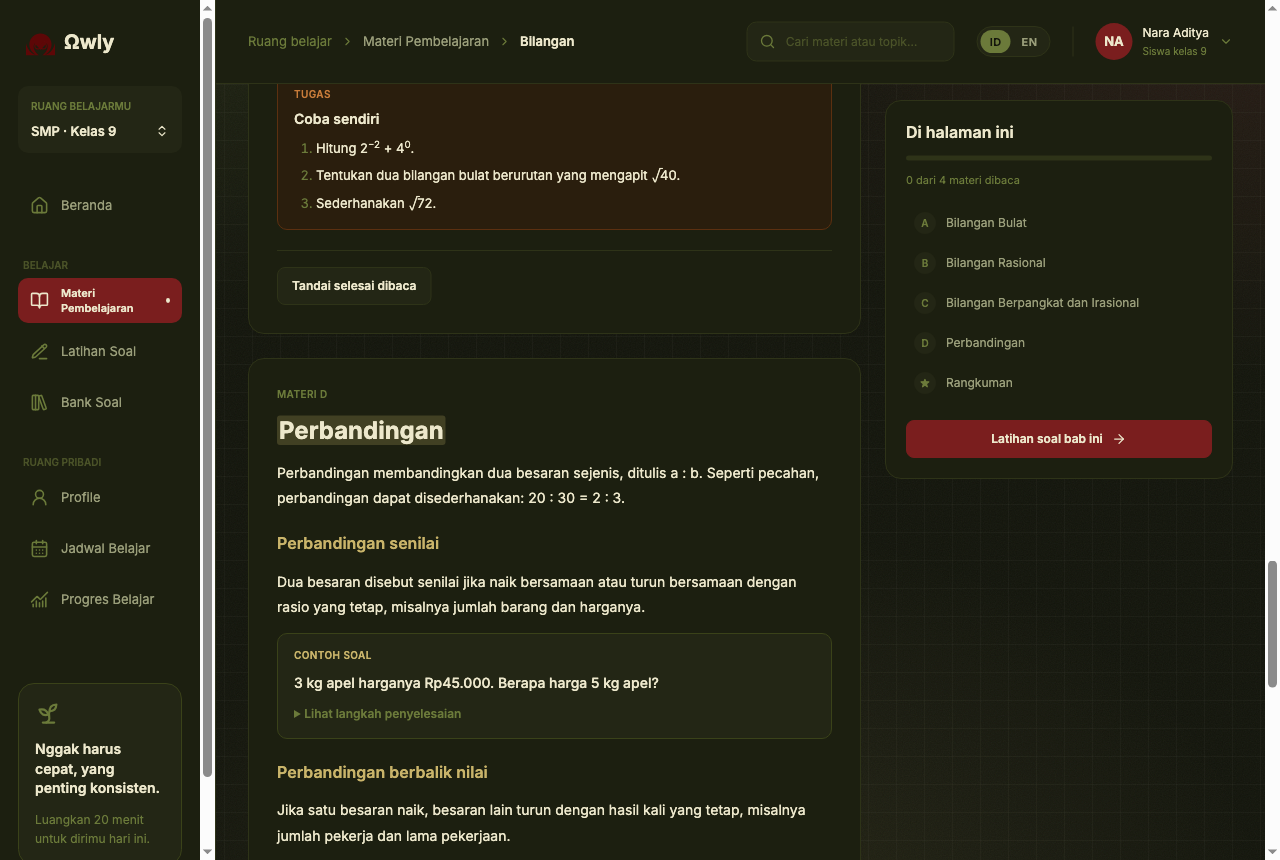 Ωwly
RUANG BELAJARMU
SMP · Kelas 9
Beranda
BELAJAR
Materi
Pembelajaran
Latihan Soal
Bank Soal
RUANG PRIBADI
Profile
Jadwal Belajar
Progres Belajar
Nggak harus
cepat, yang
penting konsisten.
Luangkan 20 menit
untuk dirimu hari ini.
Ruang belajar > Materi Pembelajaran > Bilangan
Cari materi atau topik...
ID EN
NA
Nara Aditya
Siswa kelas 9
TUGAS
Coba sendiri
1. Hitung 2⁻² + 4⁰.
2. Tentukan dua bilangan bulat berurutan yang mengapit √40.
3. Sederhanakan √72.
Tandai selesai dibaca
MATERI D
Perbandingan
Perbandingan membandingkan dua besaran sejenis, ditulis a : b. Seperti pecahan,
perbandingan dapat disederhanakan: 20 : 30 = 2 : 3.
Perbandingan senilai
Dua besaran disebut senilai jika naik bersamaan atau turun bersamaan dengan
rasio yang tetap, misalnya jumlah barang dan harganya.
CONTOH SOAL
3 kg apel harganya Rp45.000. Berapa harga 5 kg apel?
Lihat langkah penyelesaian
Perbandingan berbalik nilai
Jika satu besaran naik, besaran lain turun dengan hasil kali yang tetap, misalnya
jumlah pekerja dan lama pekerjaan.
Di halaman ini
0 dari 4 materi dibaca
A Bilangan Bulat
B Bilangan Rasional
C Bilangan Berpangkat dan Irasional
D Perbandingan
★ Rangkuman
Latihan soal bab ini →